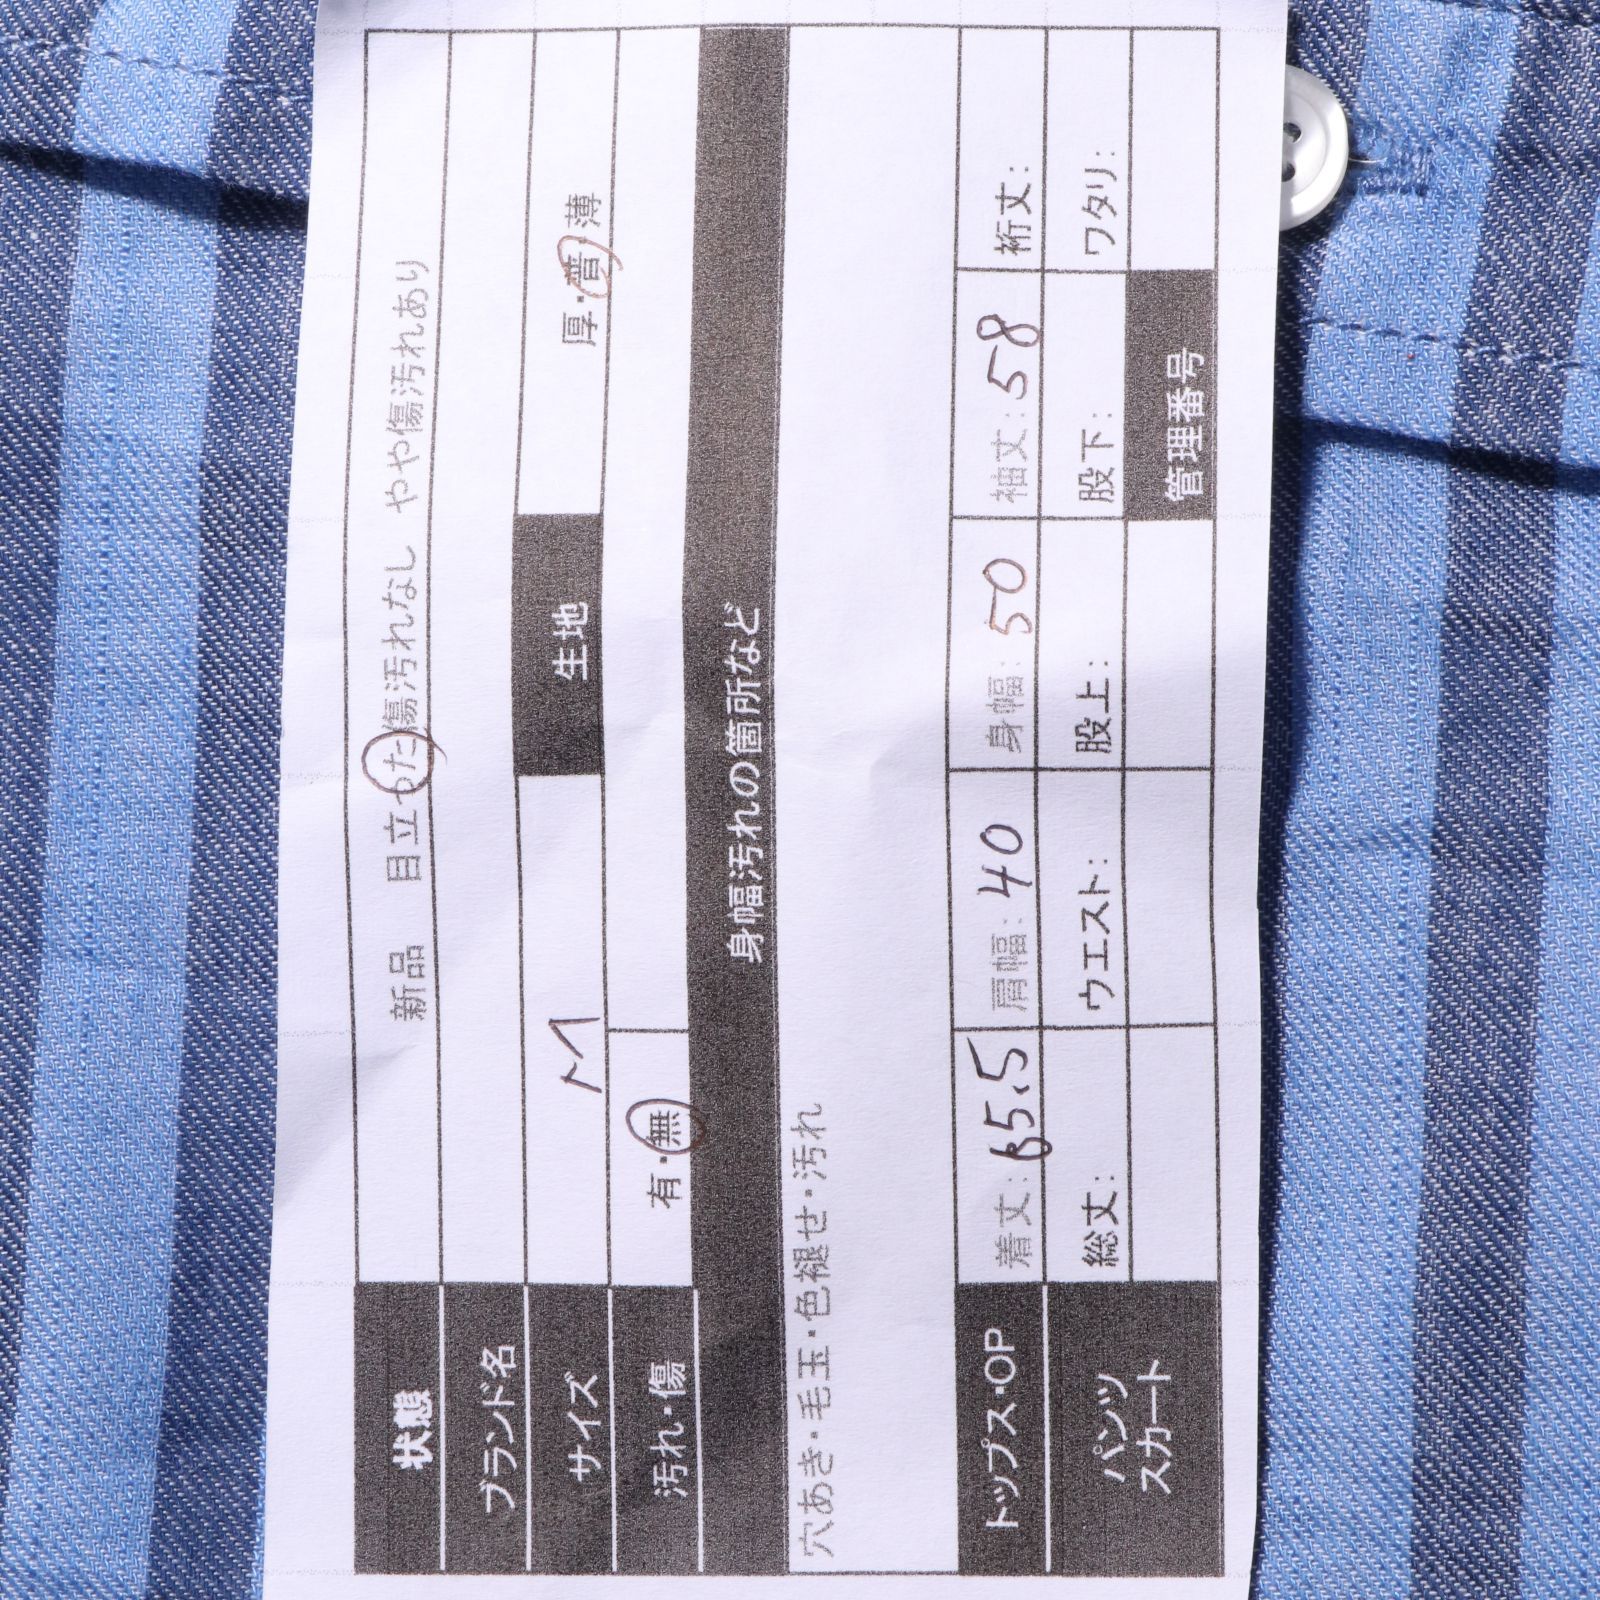 状態 新品 目立った傷汚れなし やや傷汚れあり
ブランド名
サイズ M 生地 厚・普・薄
汚れ・傷 有・無
身幅汚れの箇所など
穴あき・毛玉・色褪せ・汚れ
トップス・OP 着丈: 65.5 肩幅: 40 身幅: 50 袖丈: 58 裄丈:
パンツ スカート 総丈: ウエスト: 股上: 股下: ワタリ:
管理番号